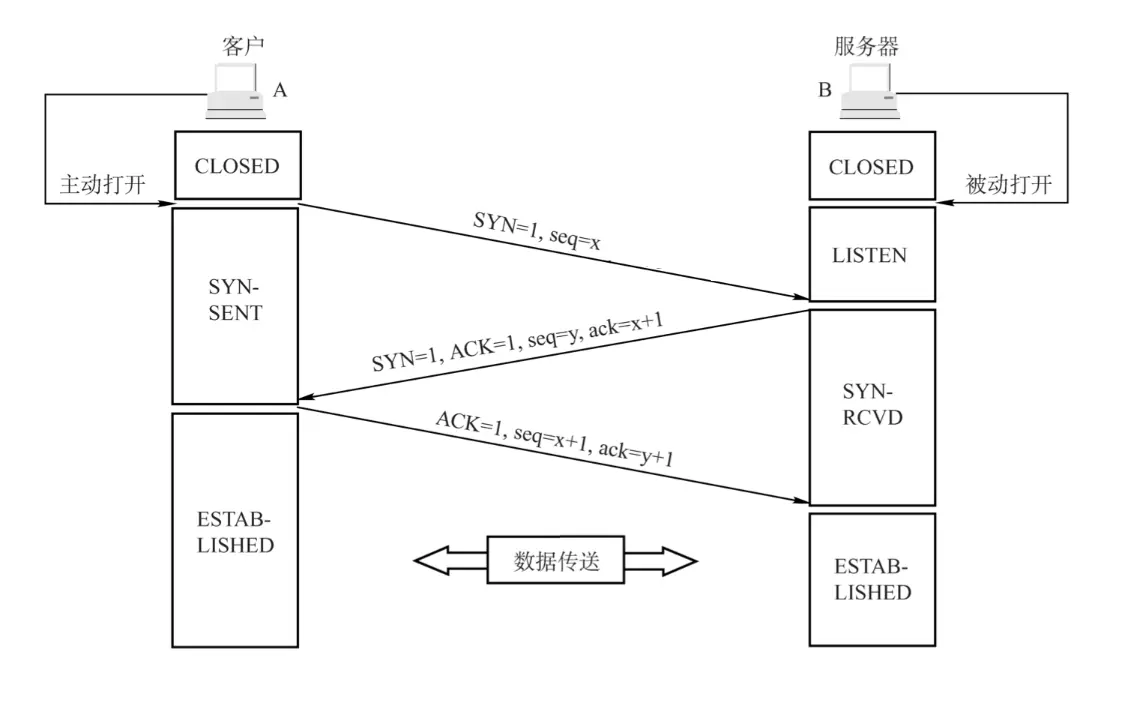 客户
服务器
A
B
CLOSED
CLOSED
主动打开
被动打开
SYN=1, seq=x
LISTEN
SYN-
SENT
SYN=1, ACK=1, seq=y, ack=x+1
SYN-
RCVD
ACK=1, seq=x+1, ack=y+1
ESTAB-
LISHED
数据传送
ESTAB-
LISHED